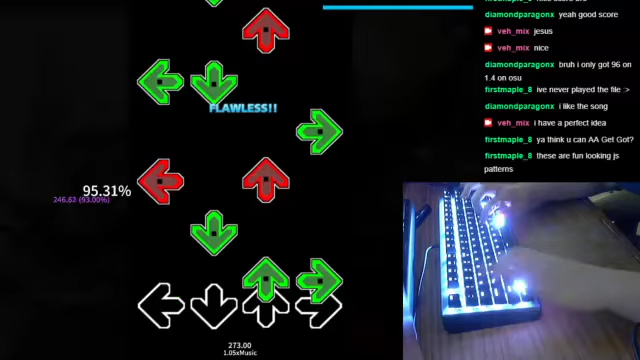 diamondparagonx yeah good score
veh_mix jesus
veh_mix nice
diamondparagonx bruh i only got 96 on
1.4 on osu
firstmaple_8 ive never played the file :>
diamondparagonx i like the song
veh_mix i have a perfect idea
firstmaple_8 ya think u can AA Get Got?
firstmaple_8 these are fun looking js
patterns
FLAWLESS!!
95.31%
246.62 (93.00%)
273.00
1.05xMusic